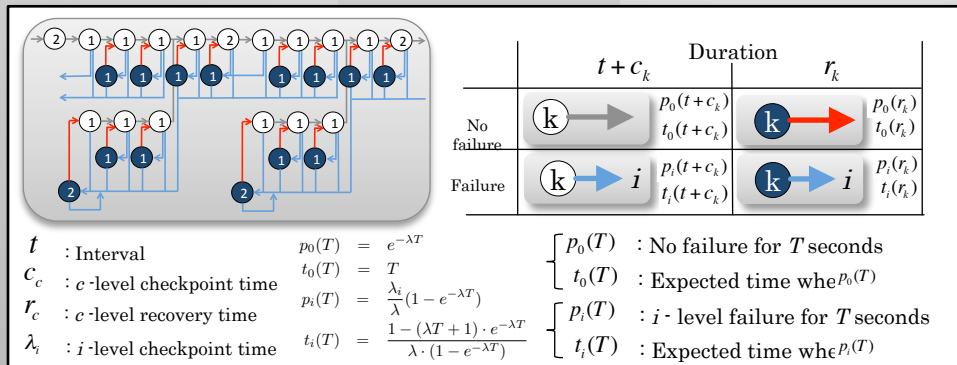 2 1 1 1 1 2 1 1 1 1 2
1 1 1 1 1 1 1 1
1 1 1 1 1 1
1 1 1 1
2 2
Duration
t + c_k r_k
No failure
k p_0(t + c_k) t_0(t + c_k)
k p_0(r_k) t_0(r_k)
Failure
k i p_i(t + c_k) t_i(t + c_k)
k i p_i(r_k) t_i(r_k)
t : Interval
c_c : c -level checkpoint time
r_c : c -level recovery time
λ_i : i -level checkpoint time
p_0(T) = e^{−λT}
t_0(T) = T
p_i(T) = \frac{λ_i}{λ}(1 − e^{−λT})
t_i(T) = \frac{1 − (λT + 1) · e^{−λT}}{λ · (1 − e^{−λT})}
p_0(T) : No failure for T seconds
t_0(T) : Expected time whe p_0(T)
p_i(T) : i - level failure for T seconds
t_i(T) : Expected time whe p_i(T)